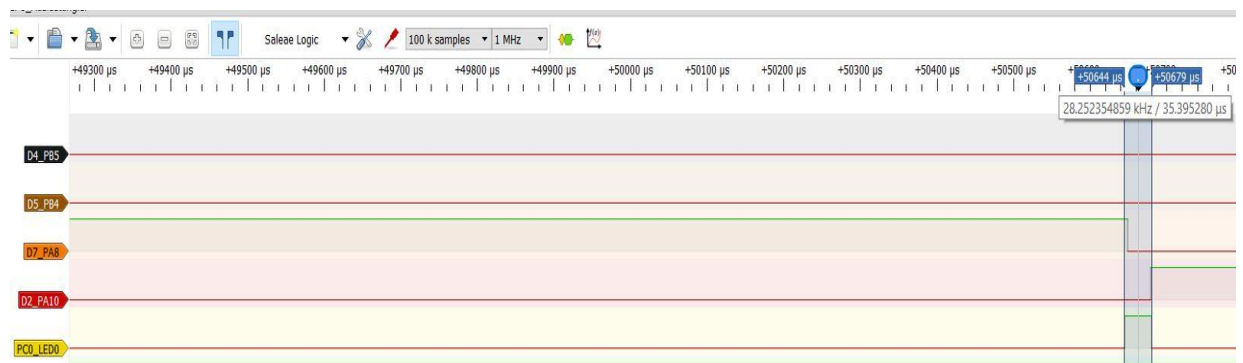 Saleae Logic 100 k samples 1 MHz
+49300 µs +49400 µs +49500 µs +49600 µs +49700 µs +49800 µs +49900 µs +50000 µs +50100 µs +50200 µs +50300 µs +50400 µs +50500 µs
+50644 µs +50679 µs
28.252354859 kHz / 35.395280 µs
D4_PB5
D5_PB4
D7_PA8
D2_PA10
PC0_LED0